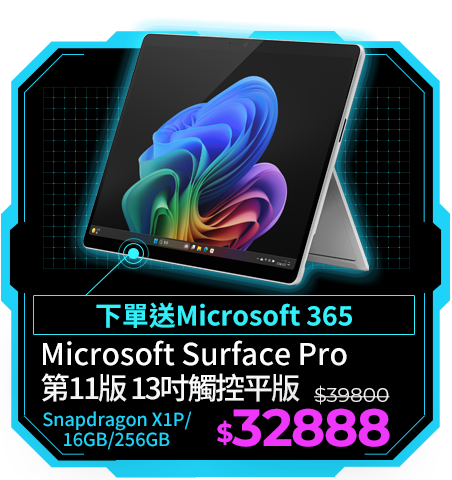 下單送Microsoft 365
Microsoft Surface Pro
第11版 13吋觸控平版 $39800
Snapdragon X1P/
16GB/256GB
$32888